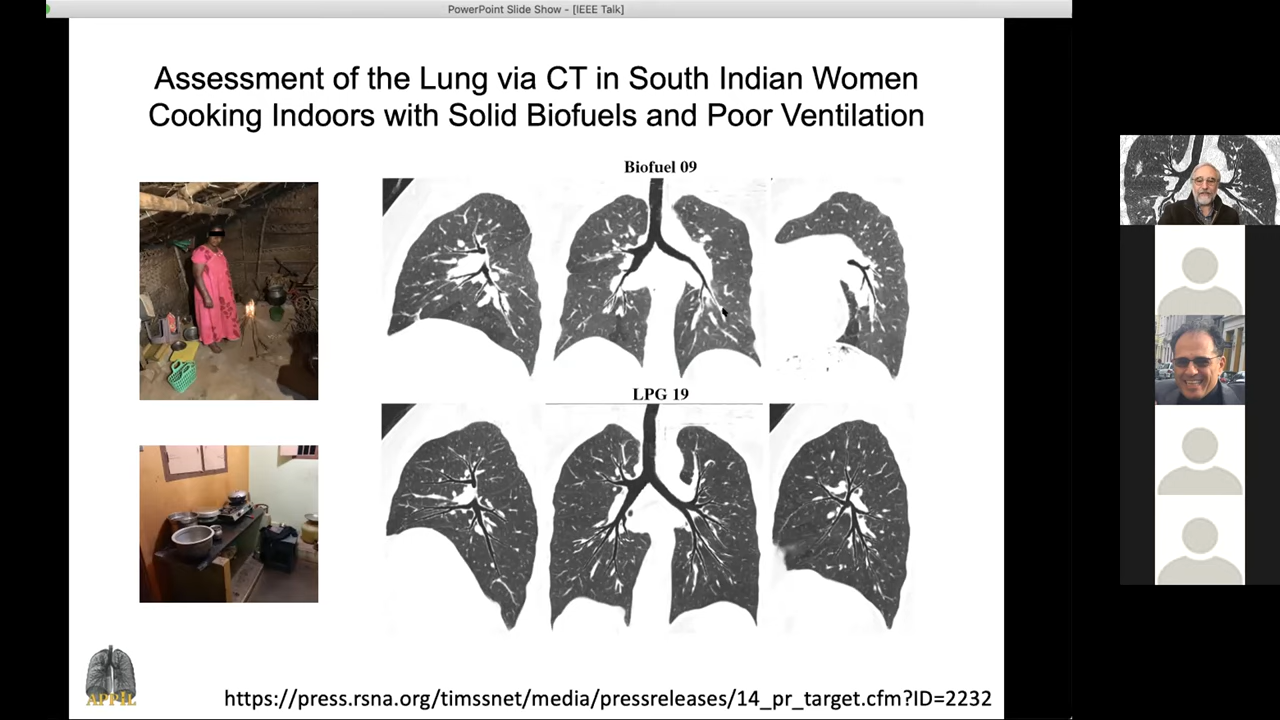 PowerPoint Slide Show - [IEEE Talk]
Assessment of the Lung via CT in South Indian Women
Cooking Indoors with Solid Biofuels and Poor Ventilation
Biofuel 09
LPG 19
APPIL
https://press.rsna.org/timssnet/media/pressreleases/14_pr_target.cfm?ID=2232